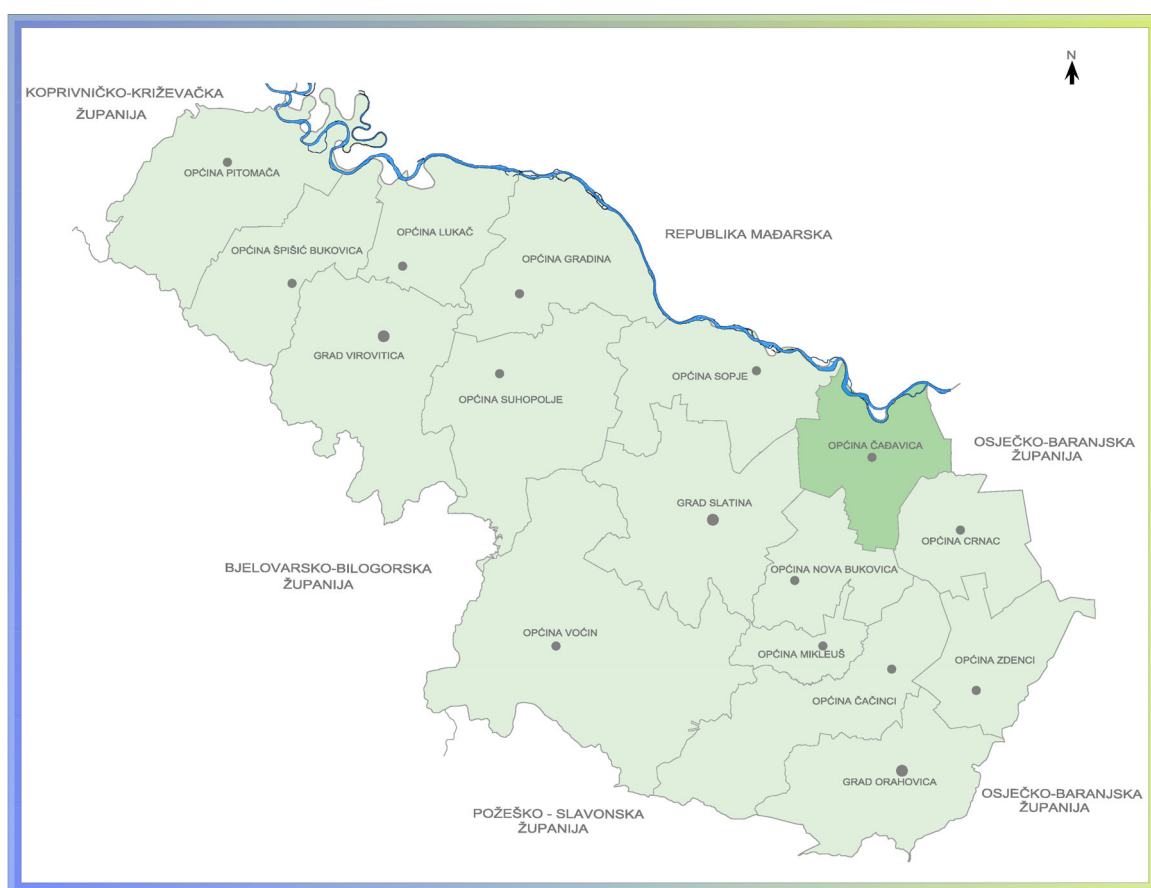 N
KOPRIVNIČKO-KRIŽEVAČKA
ŽUPANIJA
OPĆINA PITOMAČA
OPĆINA LUKAČ
REPUBLIKA MAĐARSKA
OPĆINA ŠPIŠIĆ BUKOVICA
OPĆINA GRADINA
GRAD VIROVITICA
OPĆINA SOPJE
OPĆINA SUHOPOLJE
OPĆINA ČAĐAVICA
OSJEČKO-BARANJSKA
ŽUPANIJA
GRAD SLATINA
OPĆINA CRNAC
BJELOVARSKO-BILOGORSKA
ŽUPANIJA
OPĆINA NOVA BUKOVICA
OPĆINA VOĆIN
OPĆINA MIKLEUŠ
OPĆINA ZDENCI
OPĆINA ČAČINCI
GRAD ORAHOVICA
OSJEČKO-BARANJSKA
ŽUPANIJA
POŽEŠKO - SLAVONSKA
ŽUPANIJA